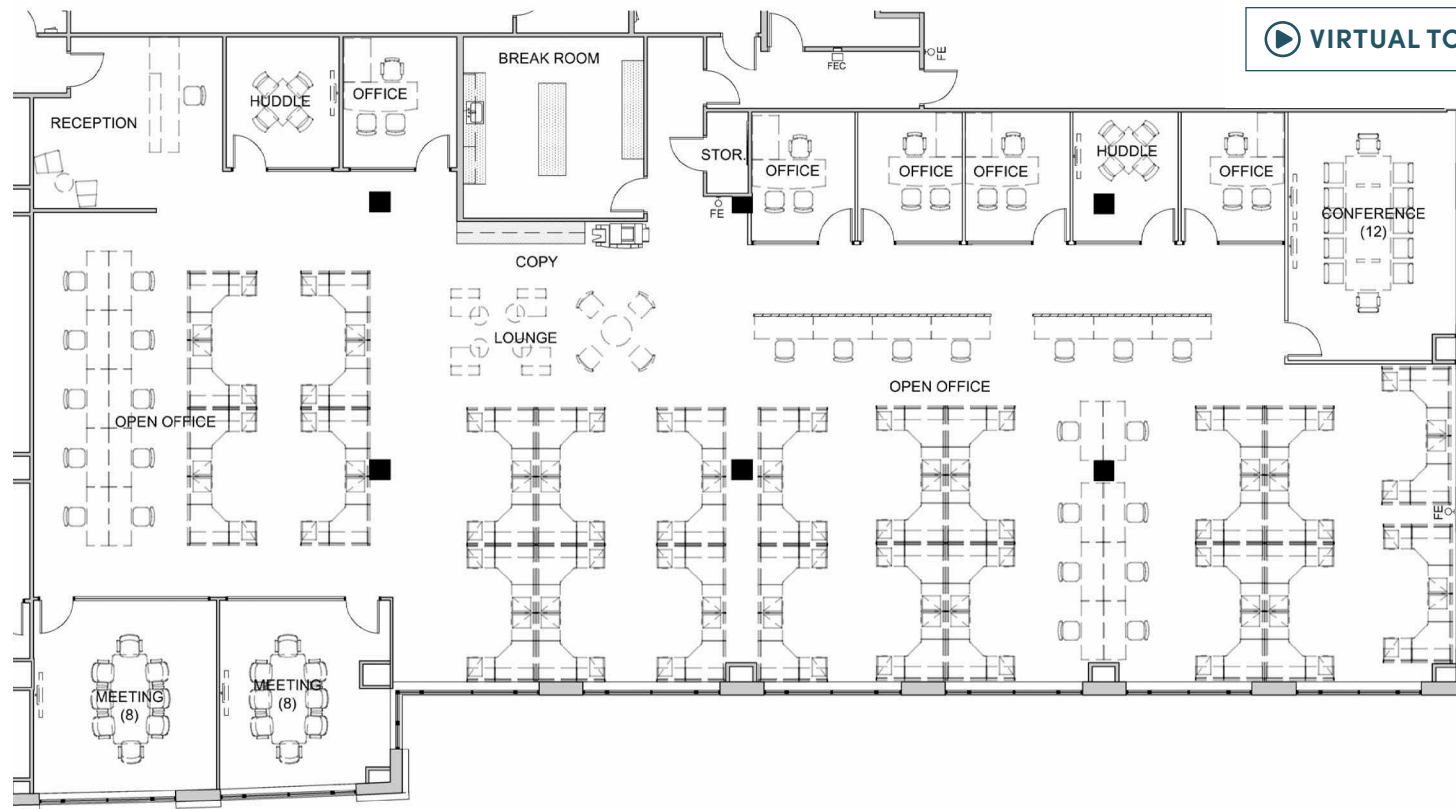 VIRTUAL TO
FE
FEC
BREAK ROOM
HUDDLE
OFFICE
RECEPTION
STOR.
OFFICE
OFFICE
OFFICE
HUDDLE
OFFICE
FE
CONFERENCE
(12)
COPY
LOUNGE
OPEN OFFICE
OPEN OFFICE
FE
MEETING
(8)
MEETING
(8)